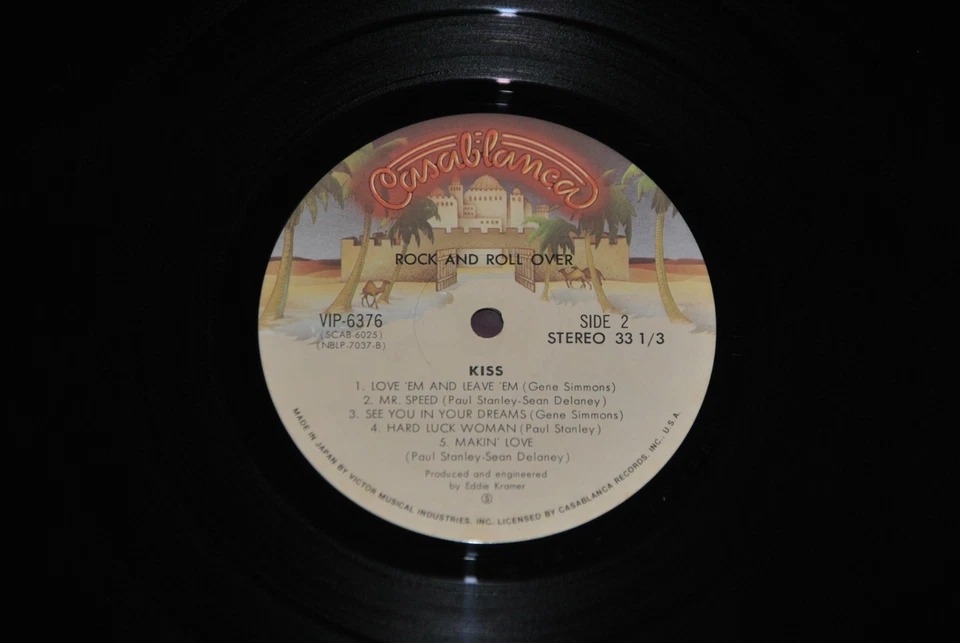 Casablanca
ROCK AND ROLL OVER
VIP-6376
(SCAB-6025)
(NBLP-7037-B)
SIDE 2
STEREO 33 1/3
KISS
1. LOVE 'EM AND LEAVE 'EM (Gene Simmons)
2. MR. SPEED (Paul Stanley-Sean Delaney)
3. SEE YOU IN YOUR DREAMS (Gene Simmons)
4. HARD LUCK WOMAN (Paul Stanley)
5. MAKIN' LOVE
(Paul Stanley-Sean Delaney)
Produced and engineered
by Eddie Kramer
Ⓢ
MADE IN JAPAN BY VICTOR MUSICAL INDUSTRIES, INC. LICENSED BY CASABLANCA RECORDS, INC., U.S.A.